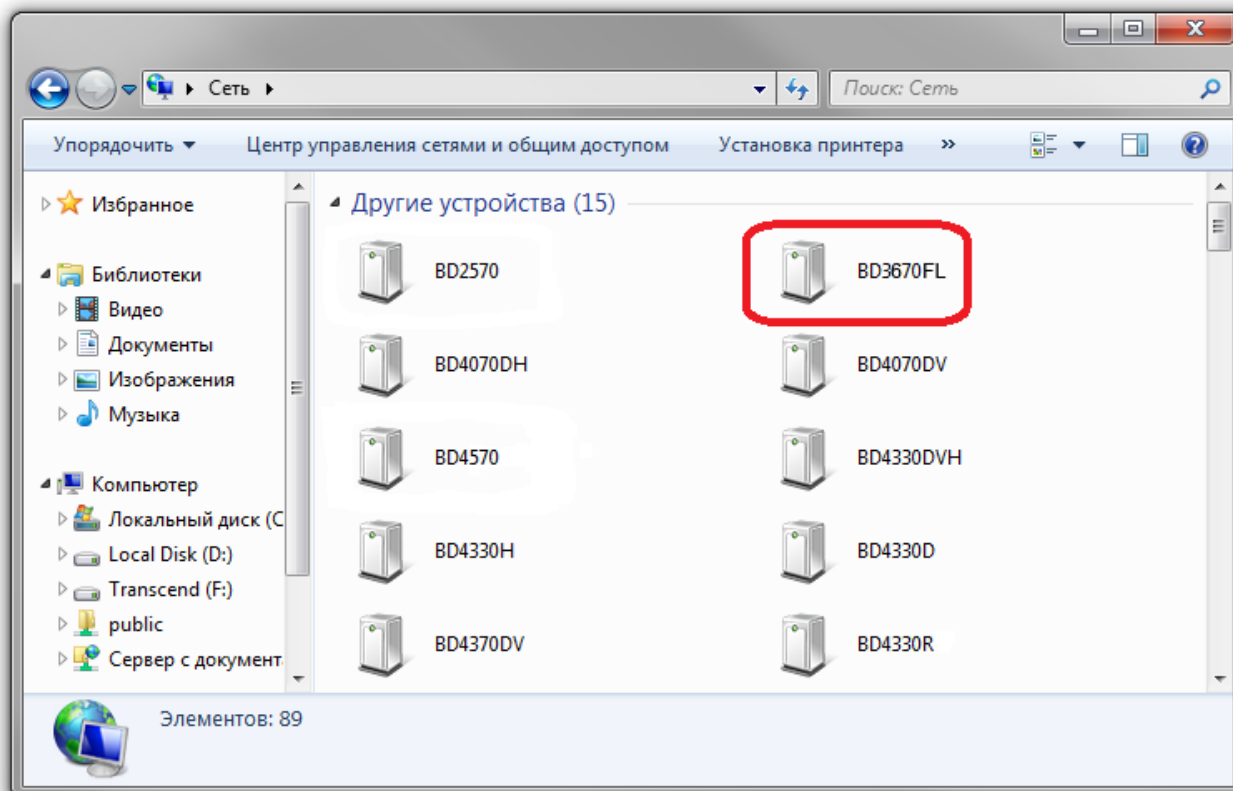 Сеть
Поиск: Сеть
Упорядочить Центр управления сетями и общим доступом Установка принтера »
Избранное
Библиотеки
Видео
Документы
Изображения
Музыка
Компьютер
Локальный диск (C
Local Disk (D:)
Transcend (F:)
public
Сервер с документ
Другие устройства (15)
BD2570 BD3670FL
BD4070DH BD4070DV
BD4570 BD4330DVH
BD4330H BD4330D
BD4370DV BD4330R
Элементов: 89